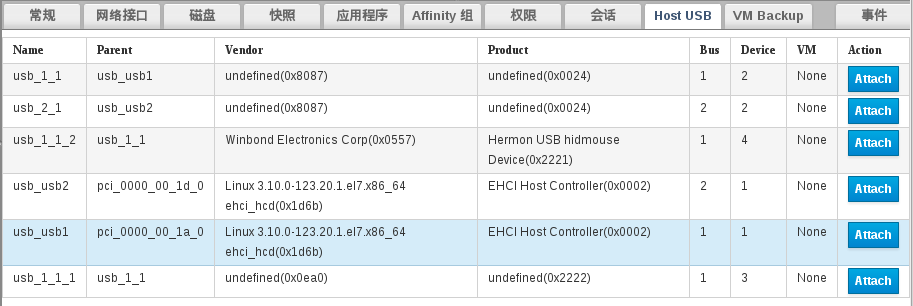 常规 网络接口 磁盘 快照 应用程序 Affinity 组 权限 会话 Host USB VM Backup 事件
Name Parent Vendor Product Bus Device VM Action
usb_1_1 usb_usb1 undefined(0x8087) undefined(0x0024) 1 2 None Attach
usb_2_1 usb_usb2 undefined(0x8087) undefined(0x0024) 2 2 None Attach
usb_1_1_2 usb_1_1 Winbond Electronics Corp(0x0557) Hermon USB hidmouse 1 4 None Attach
Device(0x2221)
usb_usb2 pci_0000_00_1d_0 Linux 3.10.0-123.20.1.el7.x86_64 EHCI Host Controller(0x0002) 2 1 None Attach
ehci_hcd(0x1d6b)
usb_usb1 pci_0000_00_1a_0 Linux 3.10.0-123.20.1.el7.x86_64 EHCI Host Controller(0x0002) 1 1 None Attach
ehci_hcd(0x1d6b)
usb_1_1_1 usb_1_1 undefined(0x0ea0) undefined(0x2222) 1 3 None Attach